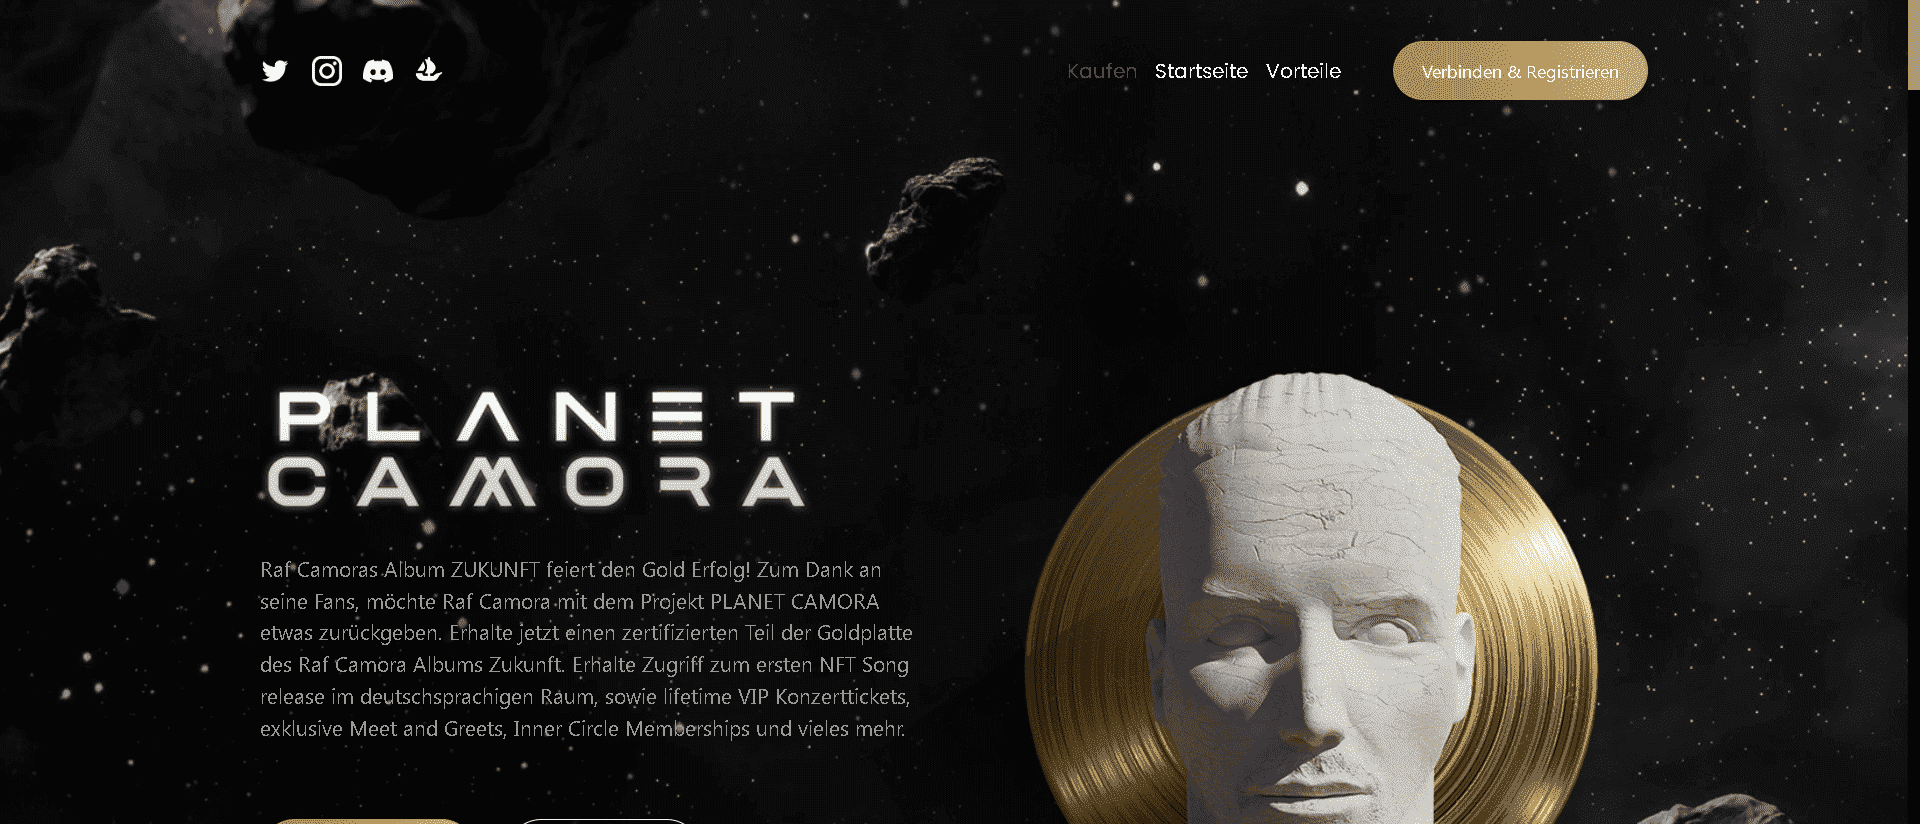 Kaufen Startseite Vorteile Verbinden & Registrieren
PLANET
CAMORA
Raf Camoras Album ZUKUNFT feiert den Gold Erfolg! Zum Dank an
seine Fans, möchte Raf Camora mit dem Projekt PLANET CAMORA
etwas zurückgeben. Erhalte jetzt einen zertifizierten Teil der Goldplatte
des Raf Camora Albums Zukunft. Erhalte Zugriff zum ersten NFT Song
release im deutschsprachigen Raum, sowie lifetime VIP Konzerttickets,
exklusive Meet and Greets, Inner Circle Memberships und vieles mehr.